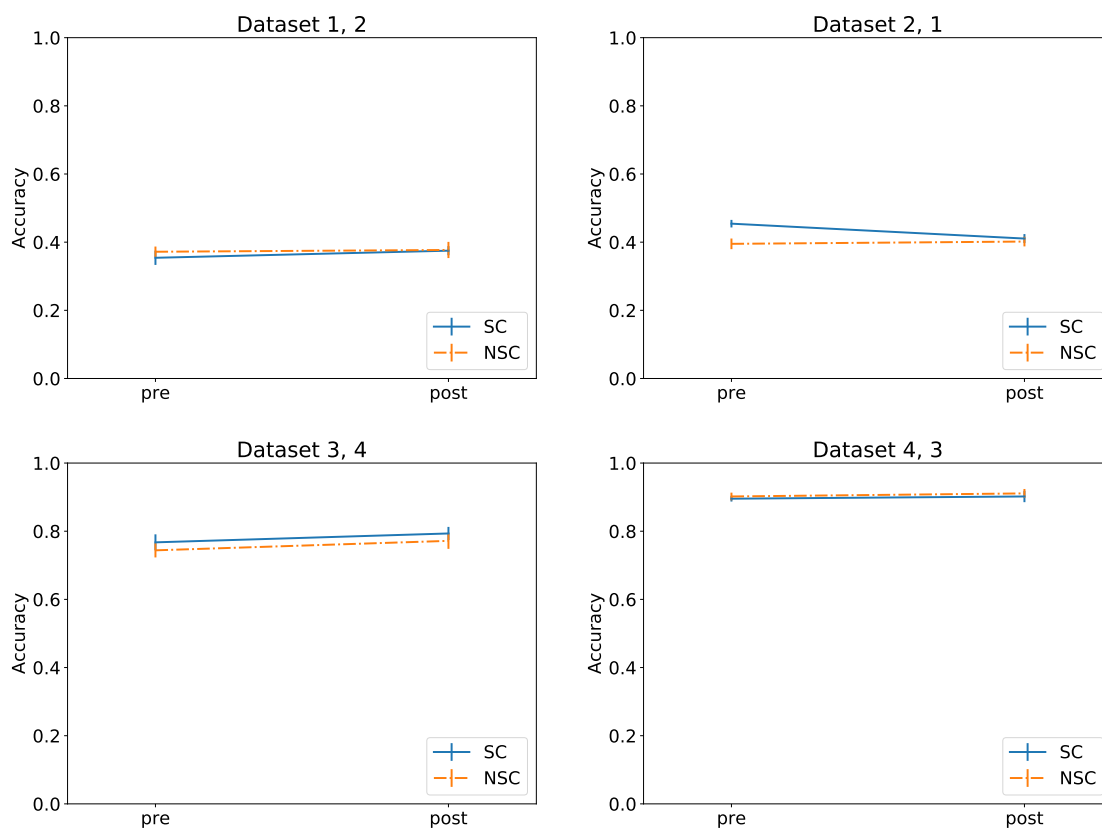 Dataset 1, 2
1.0
0.8
0.6
0.4
0.2
0.0
Accuracy
pre post
SC
NSC
Dataset 2, 1
1.0
0.8
0.6
0.4
0.2
0.0
Accuracy
pre post
SC
NSC
Dataset 3, 4
1.0
0.8
0.6
0.4
0.2
0.0
Accuracy
pre post
SC
NSC
Dataset 4, 3
1.0
0.8
0.6
0.4
0.2
0.0
Accuracy
pre post
SC
NSC